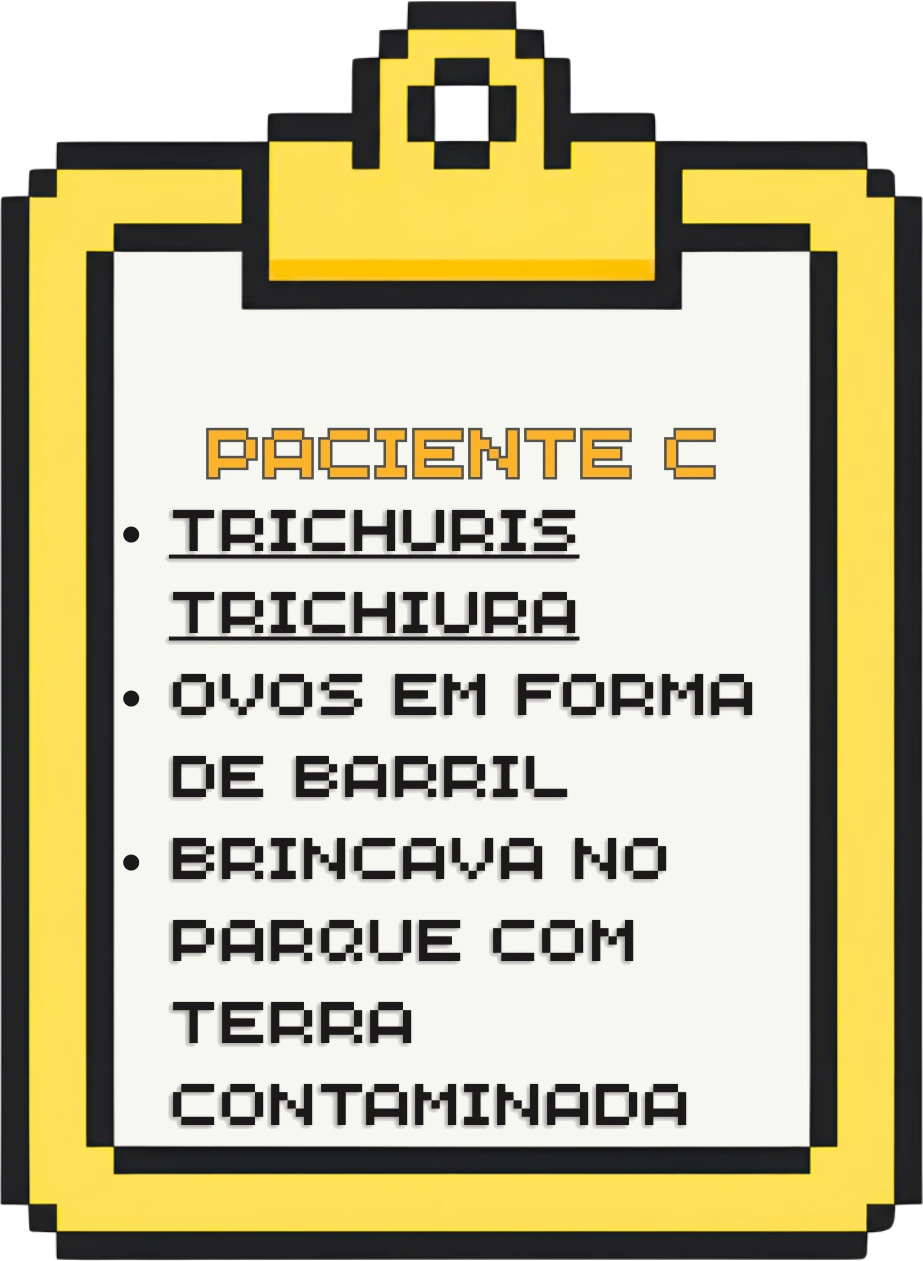 PACIENTE C
• TRICHURIS
TRICHIURA
• OVOS EM FORMA
DE BARRIL
• BRINCAVA NO
PARQUE COM
TERRA
CONTAMINADA